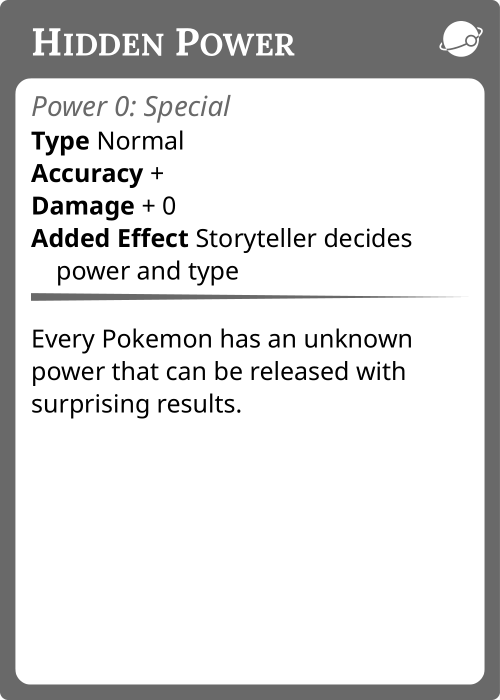 Hidden Power
Power 0: Special
Type Normal
Accuracy +
Damage + 0
Added Effect Storyteller decides
power and type
Every Pokemon has an unknown
power that can be released with
surprising results.